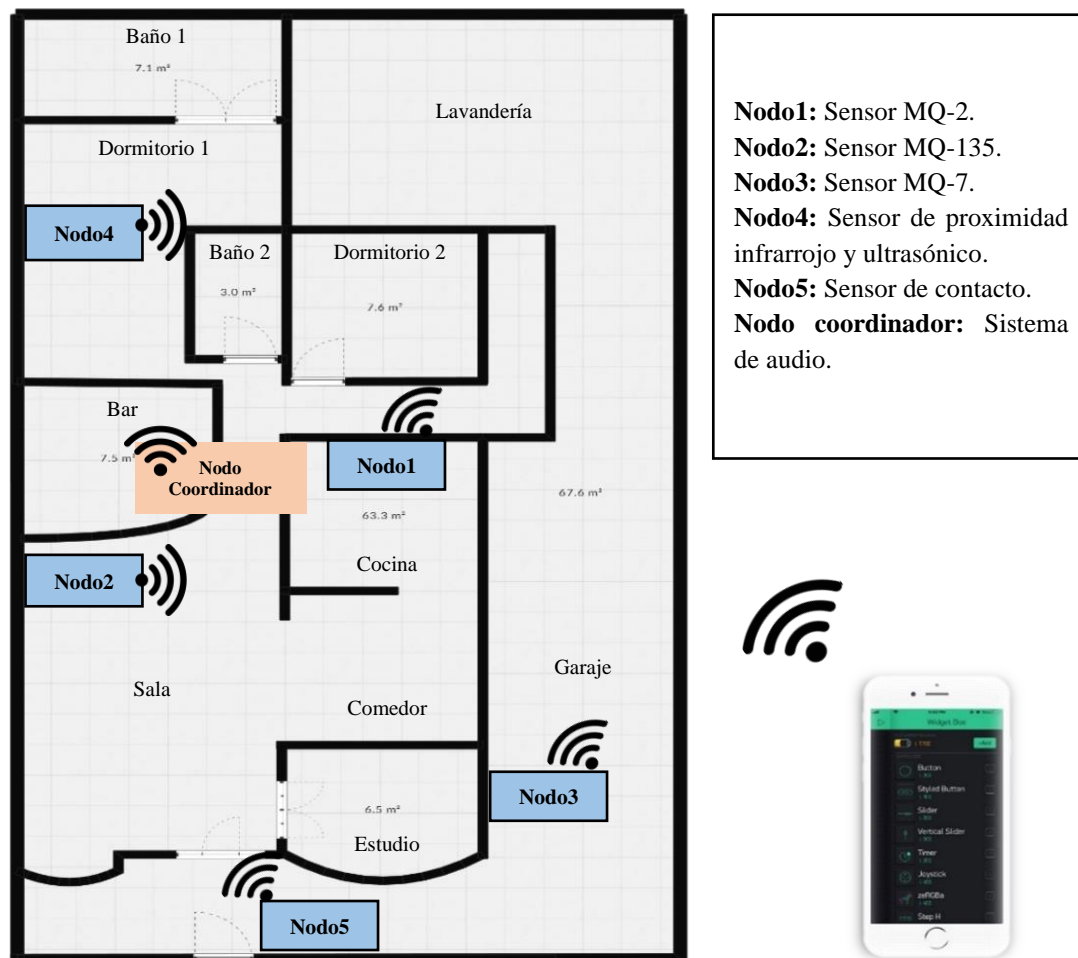 Baño 1
7.1 m²
Lavandería
Dormitorio 1
Nodo4
Baño 2
3.0 m²
Dormitorio 2
7.6 m²
Bar
7.5 m²
Nodo
Coordinador
Nodo1
63.3 m²
67.6 m²
Cocina
Nodo2
Sala
Garaje
Comedor
Nodo3
6.5 m²
Estudio
Nodo5
Nodo1: Sensor MQ-2.
Nodo2: Sensor MQ-135.
Nodo3: Sensor MQ-7.
Nodo4: Sensor de proximidad
infrarrojo y ultrasónico.
Nodo5: Sensor de contacto.
Nodo coordinador: Sistema
de audio.
Widget Box
Button
Styled Button
Slider
Vertical Slider
Timer
Joystick
zeRGBa
Step H